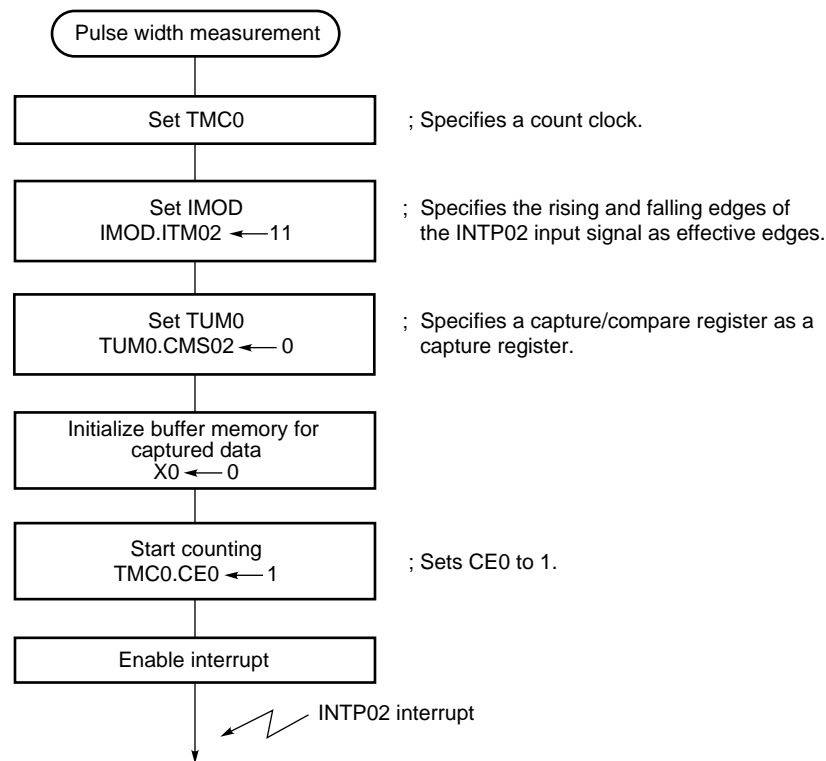 Pulse width measurement
Set TMC0
; Specifies a count clock.
Set IMOD
IMOD.ITM02 ← 11
; Specifies the rising and falling edges of
the INTP02 input signal as effective edges.
Set TUM0
TUM0.CMS02 ← 0
; Specifies a capture/compare register as a
capture register.
Initialize buffer memory for
captured data
X0 ← 0
Start counting
TMC0.CE0 ← 1
; Sets CE0 to 1.
Enable interrupt
INTP02 interrupt